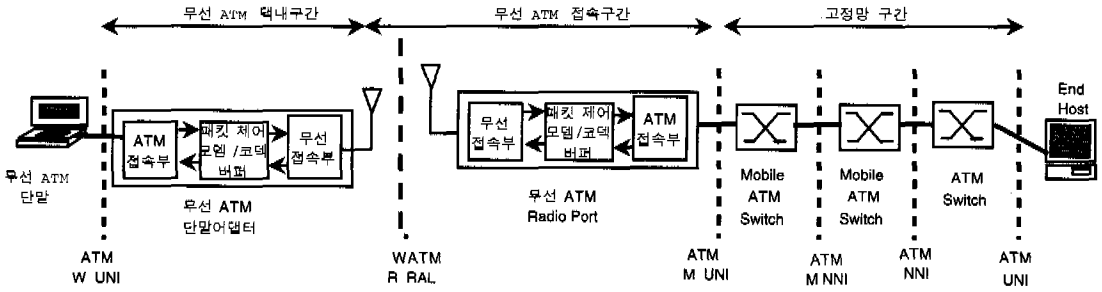 무선 ATM 댁내구간
무선 ATM 접속구간
고정망 구간
End
Host
ATM
접속부
패킷 제어
모뎀/코덱
버퍼
무선
접속부
무선
접속부
패킷 제어
모뎀/코덱
버퍼
ATM
접속부
무선 ATM
단말
무선 ATM
단말어댑터
무선 ATM
Radio Port
Mobile
ATM
Switch
Mobile
ATM
Switch
ATM
Switch
ATM
W UNI
WATM
R RAL
ATM
M UNI
ATM
M NNI
ATM
NNI
ATM
UNI